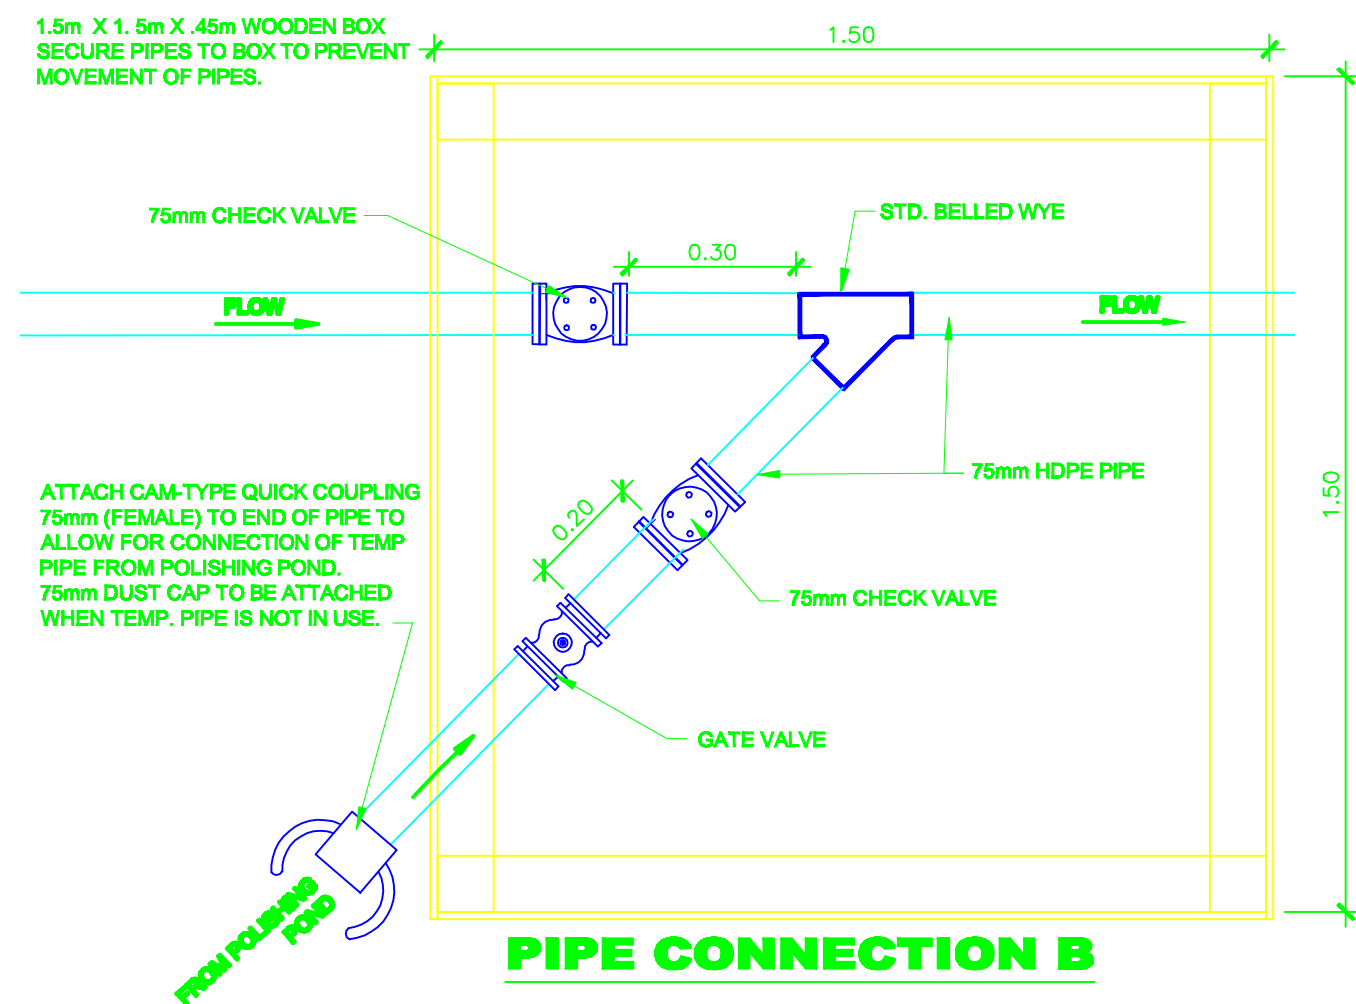 1.5m X 1. 5m X .45m WOODEN BOX
SECURE PIPES TO BOX TO PREVENT
MOVEMENT OF PIPES.
1.50
75mm CHECK VALVE
STD. BELLED WYE
0.30
FLOW
FLOW
75mm HDPE PIPE
1.50
ATTACH CAM-TYPE QUICK COUPLING
75mm (FEMALE) TO END OF PIPE TO
ALLOW FOR CONNECTION OF TEMP
PIPE FROM POLISHING POND.
75mm DUST CAP TO BE ATTACHED
WHEN TEMP. PIPE IS NOT IN USE.
0.20
75mm CHECK VALVE
GATE VALVE
FROM POLISHING
POND
PIPE CONNECTION B